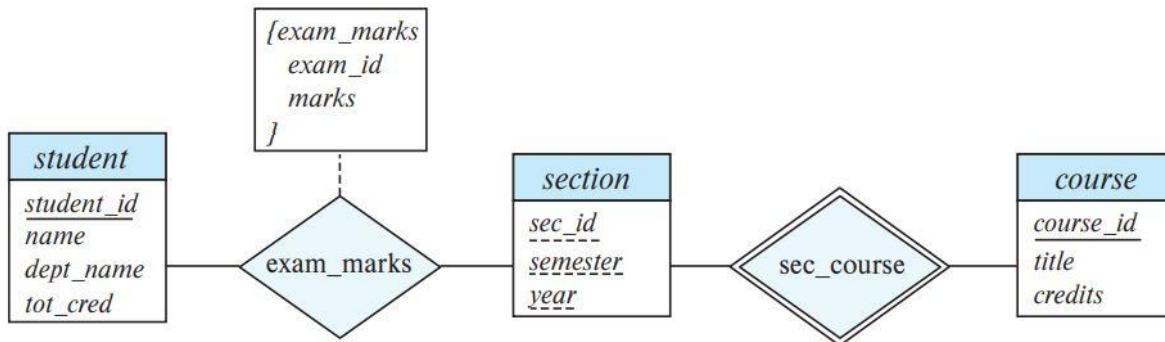 {exam_marks
exam_id
marks
}
student
student_id
name
dept_name
tot_cred
exam_marks
section
sec_id
semester
year
sec_course
course
course_id
title
credits